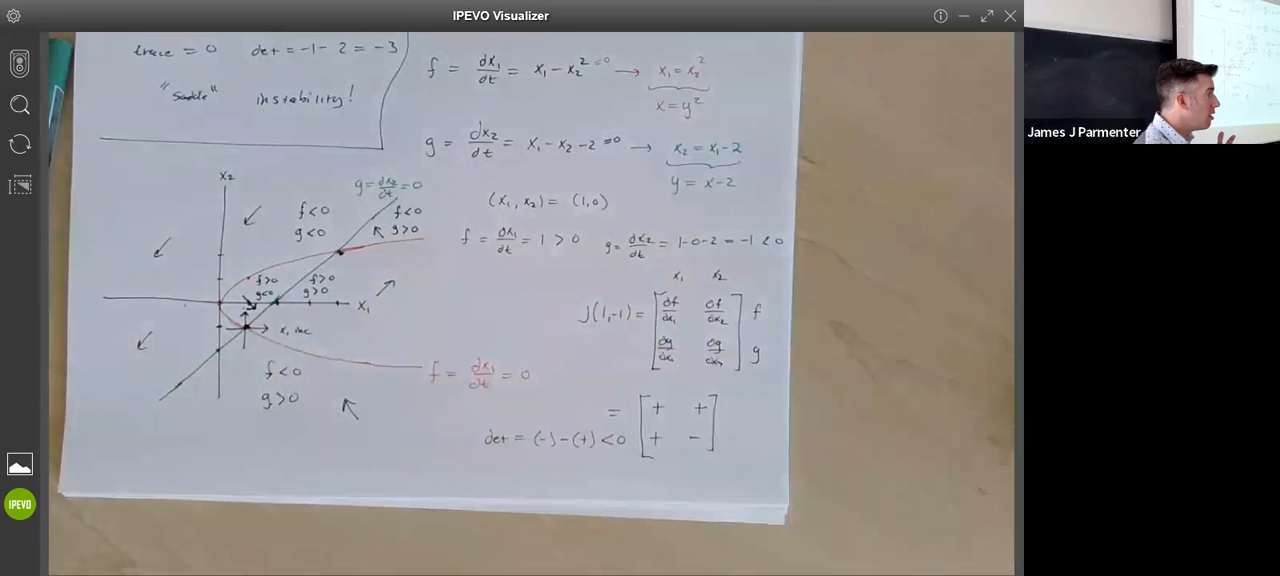 IPEVO Visualizer
James J Parmenter
trace = 0 det = -1 - 2 = -3
"Saddle" instability!
f = dx₁/dt = x₁ - x₂² = 0 → x₁ = x₂²
x = y²
g = dx₂/dt = x₁ - x₂ - 2 = 0 → x₂ = x₁ - 2
y = x - 2
(x₁, x₂) = (1, 0)
f = dx₁/dt = 1 > 0 g = dx₂/dt = 1 - 0 - 2 = -1 < 0
x₂
g = dx₂/dt = 0
f<0 f<0
g<0 g>0
f>0 f>0
g<0 g>0
x₁
x₁ inc
f<0
g>0
f = dx₁/dt = 0
x₁ x₂
J(1,-1) = [∂f/∂x₁ ∂f/∂x₂] f
[∂g/∂x₁ ∂g/∂x₂] g
= [+ +]
det = (-) - (+) < 0 [+ -]
IPEVO